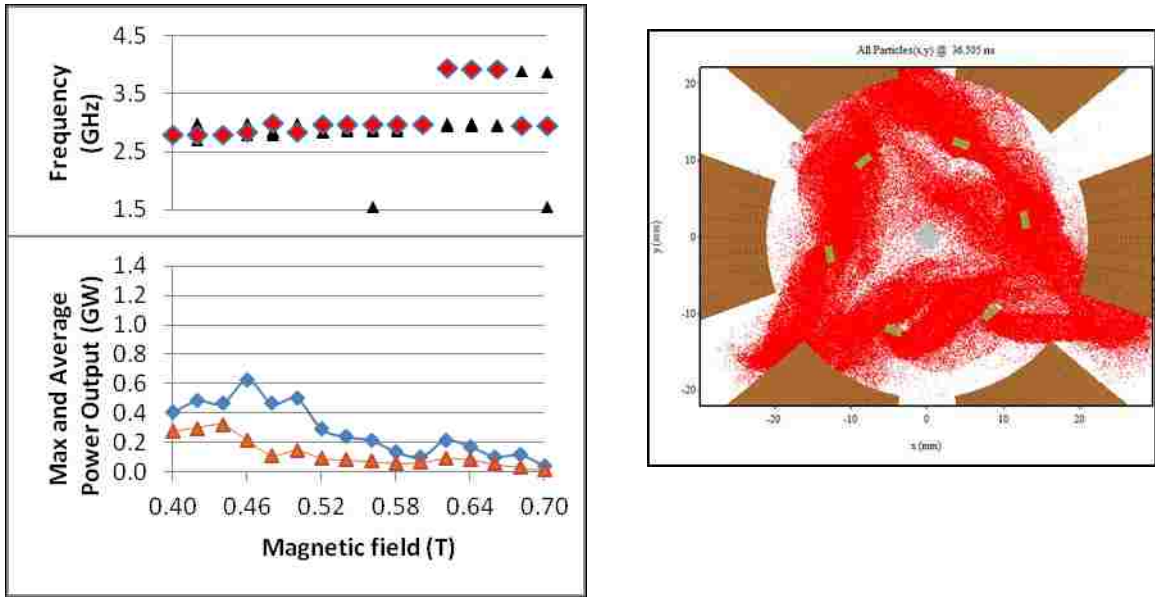 4.5
3.5
2.5
1.5
Frequency
(GHz)
1.4
1.2
1.0
0.8
0.6
0.4
0.2
0.0
Max and Average
Power Output (GW)
0.40 0.46 0.52 0.58 0.64 0.70
Magnetic field (T)
All Particles(x,y) @ 36.505 ns
20
10
0
-10
-20
y (mm)
-20 -10 0 10 20
x (mm)